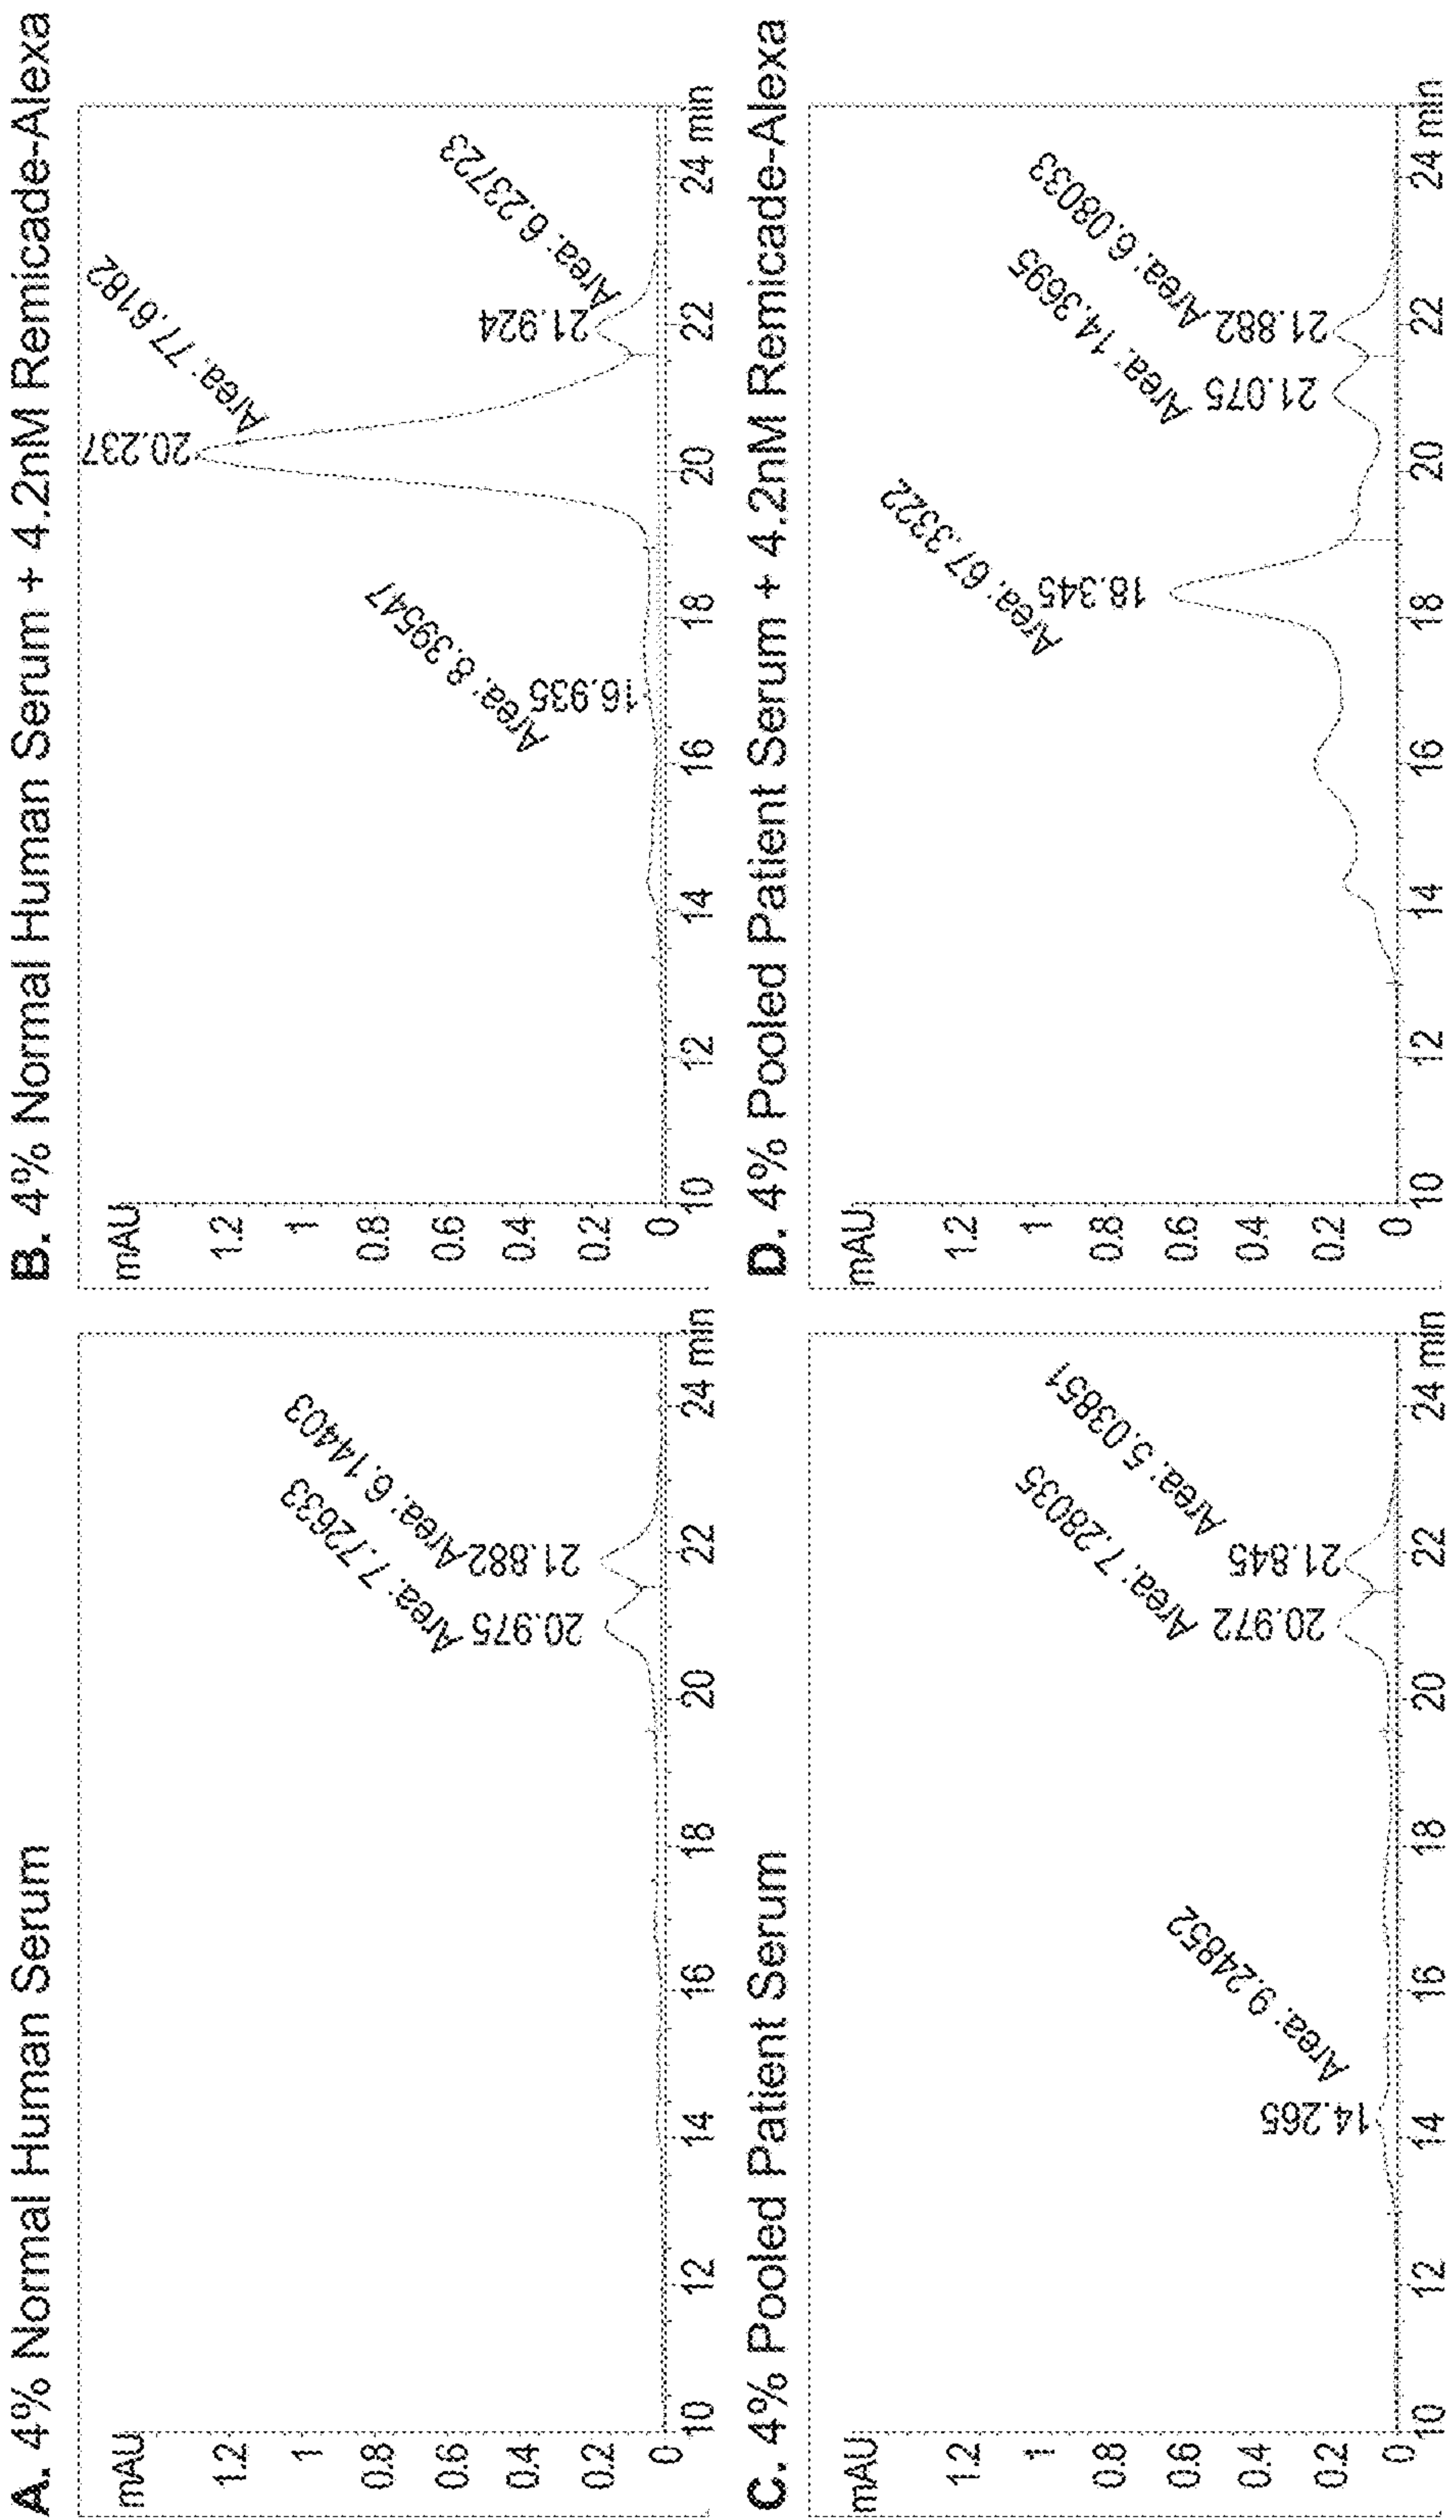 A. 4% Normal Human Serum
mAU
1.2
1
0.8
0.6
0.4
0.2
0
Area: 7.72633
20.975
Area: 6.14403
21.882
10 12 14 16 18 20 22 24 min
B. 4% Normal Human Serum + 4.2nM Remicade-Alexa
mAU
1.2
1
0.8
0.6
0.4
0.2
0
Area: 8.39547
16.935
Area: 77.6182
20.237
Area: 6.23723
21.924
10 12 14 16 18 20 22 24 min
C. 4% Pooled Patient Serum
mAU
1.2
1
0.8
0.6
0.4
0.2
0
Area: 9.24852
14.265
Area: 7.28035
20.972
Area: 5.03851
21.845
10 12 14 16 18 20 22 24 min
D. 4% Pooled Patient Serum + 4.2nM Remicade-Alexa
mAU
1.2
1
0.8
0.6
0.4
0.2
0
Area: 67.3322
18.345
Area: 14.3695
21.075
Area: 6.08033
21.882
10 12 14 16 18 20 22 24 min